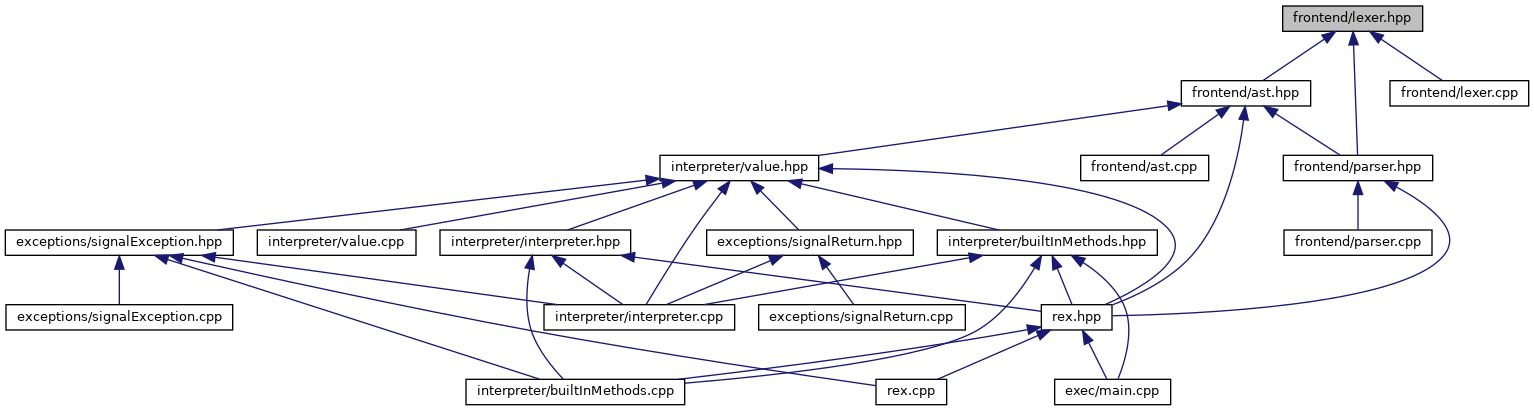 frontend/lexer.hpp
frontend/ast.hpp
frontend/lexer.cpp
interpreter/value.hpp
frontend/ast.cpp
frontend/parser.hpp
exceptions/signalException.hpp
interpreter/value.cpp
interpreter/interpreter.hpp
exceptions/signalReturn.hpp
interpreter/builtInMethods.hpp
frontend/parser.cpp
exceptions/signalException.cpp
interpreter/interpreter.cpp
exceptions/signalReturn.cpp
rex.hpp
interpreter/builtInMethods.cpp
rex.cpp
exec/main.cpp